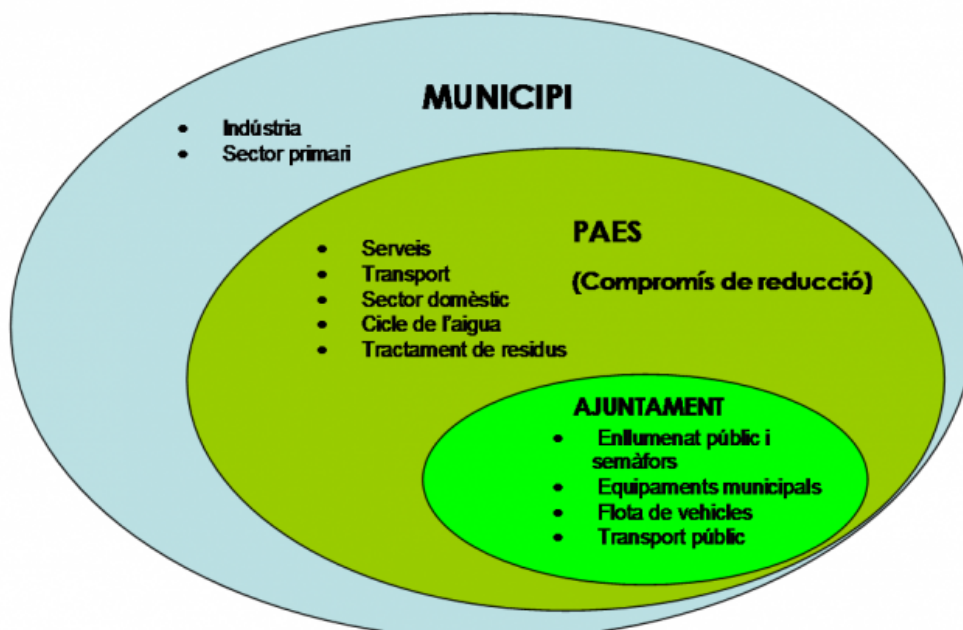 MUNICIPI
• Indústria
• Sector primari
PAES
(Compromís de reducció)
• Serveis
• Transport
• Sector domèstic
• Cicle de l'aigua
• Tractament de residus
AJUNTAMENT
• Enllumenat públic i
semàfors
• Equipaments municipals
• Flota de vehicles
• Transport públic